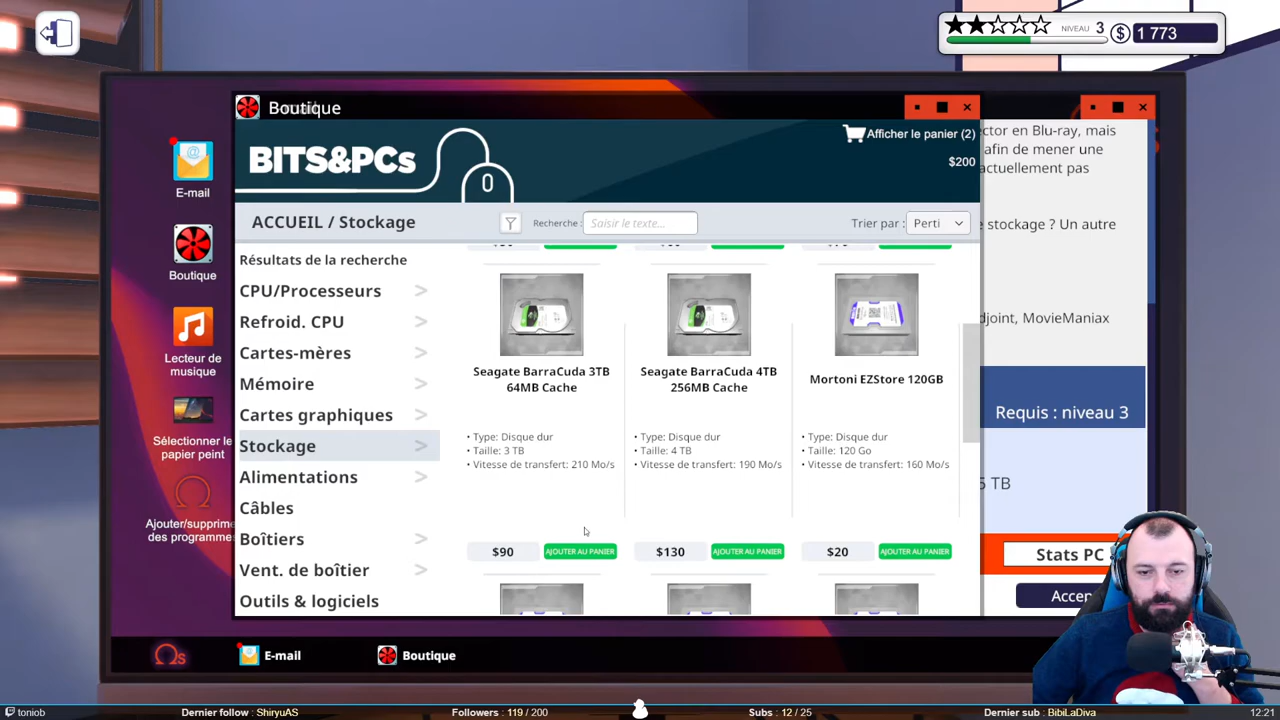 NIVEAU 3
$ 1 773
Boutique
ector en Blu-ray, mais
afin de mener une
actuellement pas
Afficher le panier (2)
$200
BITS&PCs
0
E-mail
ACCUEIL / Stockage
Recherche :
Saisir le texte...
Trier par :
Perti
e stockage ? Un autre
Boutique
Résultats de la recherche
CPU/Processeurs >
Refroid. CPU >
Cartes-mères >
Mémoire >
Cartes graphiques >
Stockage >
Alimentations >
Câbles
Boîtiers >
Vent. de boîtier >
Outils & logiciels
Lecteur de
musique
Sélectionner le
papier peint
Ajouter/supprime
des programme
Seagate BarraCuda 3TB
64MB Cache
• Type: Disque dur
• Taille: 3 TB
• Vitesse de transfert: 210 Mo/s
$90
AJOUTER AU PANIER
Seagate BarraCuda 4TB
256MB Cache
• Type: Disque dur
• Taille: 4 TB
• Vitesse de transfert: 190 Mo/s
$130
AJOUTER AU PANIER
Mortoni EZStore 120GB
• Type: Disque dur
• Taille: 120 Go
• Vitesse de transfert: 160 Mo/s
$20
AJOUTER AU PANIER
djoint, MovieManiax
Requis : niveau 3
5 TB
Stats PC
Accep
Ωs
E-mail
Boutique
toniob
Dernier follow : ShiryuAS
Followers : 119 / 200
Subs : 12 / 25
Dernier sub : BibiLaDiva
12:21